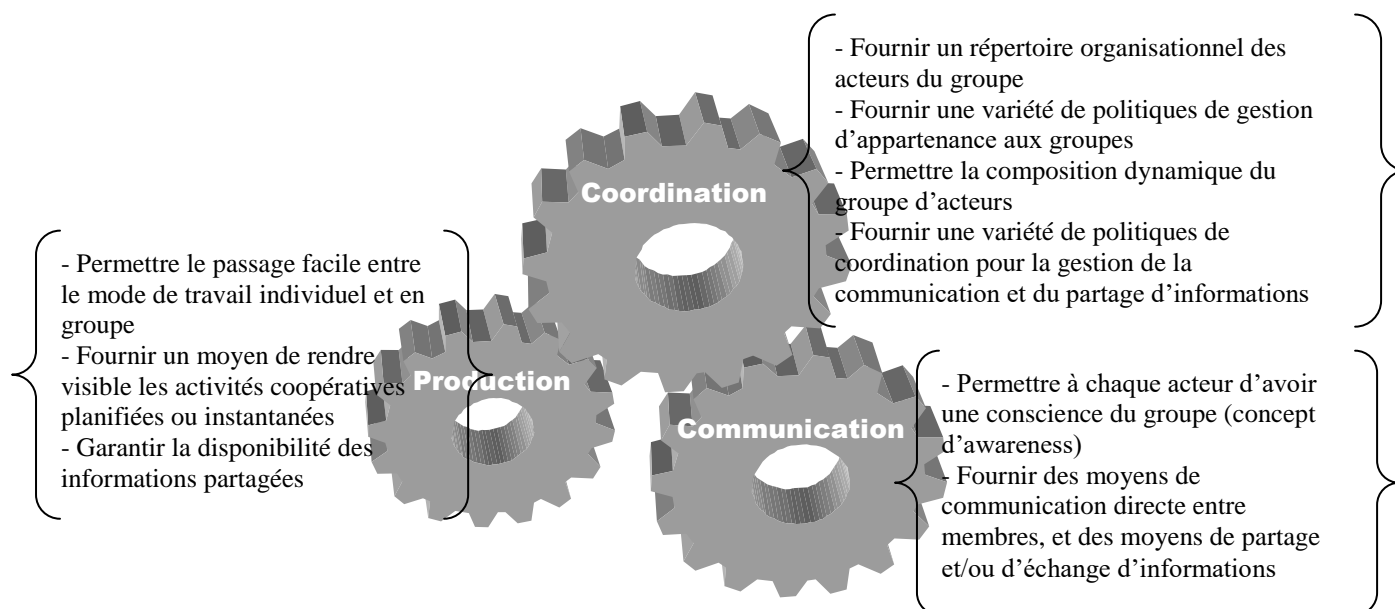 - Fournir un répertoire organisationnel des
acteurs du groupe
- Fournir une variété de politiques de gestion
d’appartenance aux groupes
- Permettre la composition dynamique du
groupe d’acteurs
- Fournir une variété de politiques de
coordination pour la gestion de la
communication et du partage d’informations
Coordination
- Permettre le passage facile entre
le mode de travail individuel et en
groupe
- Fournir un moyen de rendre
visible les activités coopératives
planifiées ou instantanées
- Garantir la disponibilité des
informations partagées
Production
Communication
- Permettre à chaque acteur d’avoir
une conscience du groupe (concept
d’awareness)
- Fournir des moyens de
communication directe entre
membres, et des moyens de partage
et/ou d’échange d’informations